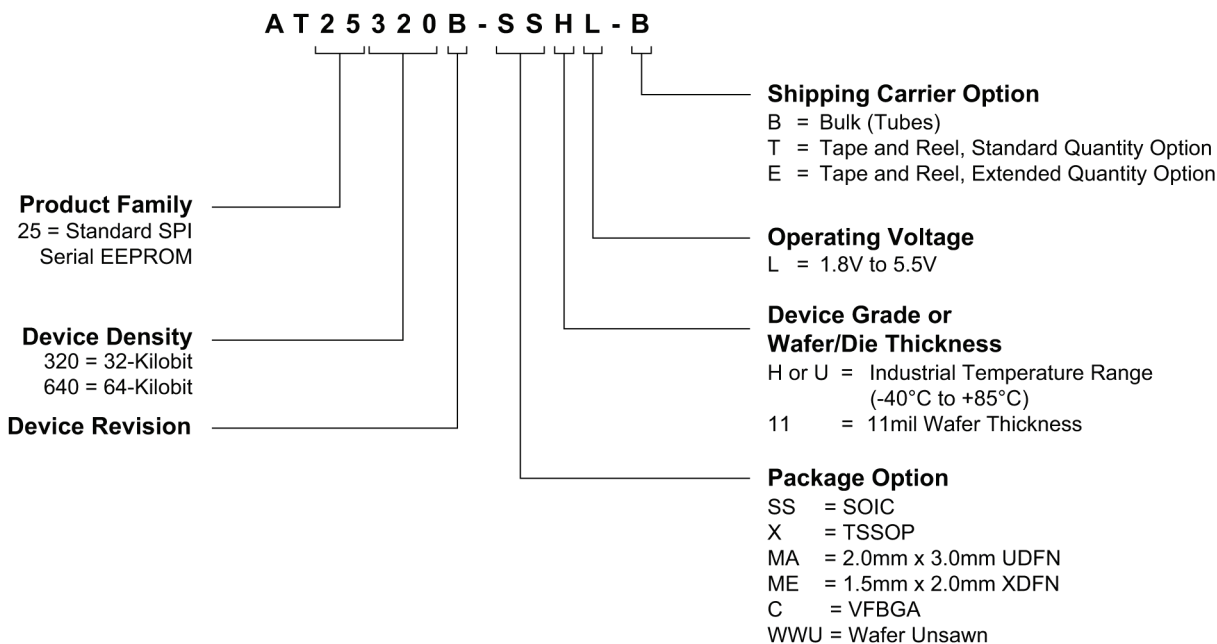 AT25320B-SSHL-B
Shipping Carrier Option
B = Bulk (Tubes)
T = Tape and Reel, Standard Quantity Option
E = Tape and Reel, Extended Quantity Option
Product Family
25 = Standard SPI
Serial EEPROM
Operating Voltage
L = 1.8V to 5.5V
Device Density
320 = 32-Kilobit
640 = 64-Kilobit
Device Revision
Device Grade or
Wafer/Die Thickness
H or U = Industrial Temperature Range
(-40°C to +85°C)
11 = 11mil Wafer Thickness
Package Option
SS = SOIC
X = TSSOP
MA = 2.0mm x 3.0mm UDFN
ME = 1.5mm x 2.0mm XDFN
C = VFBGA
WWU = Wafer Unsawn